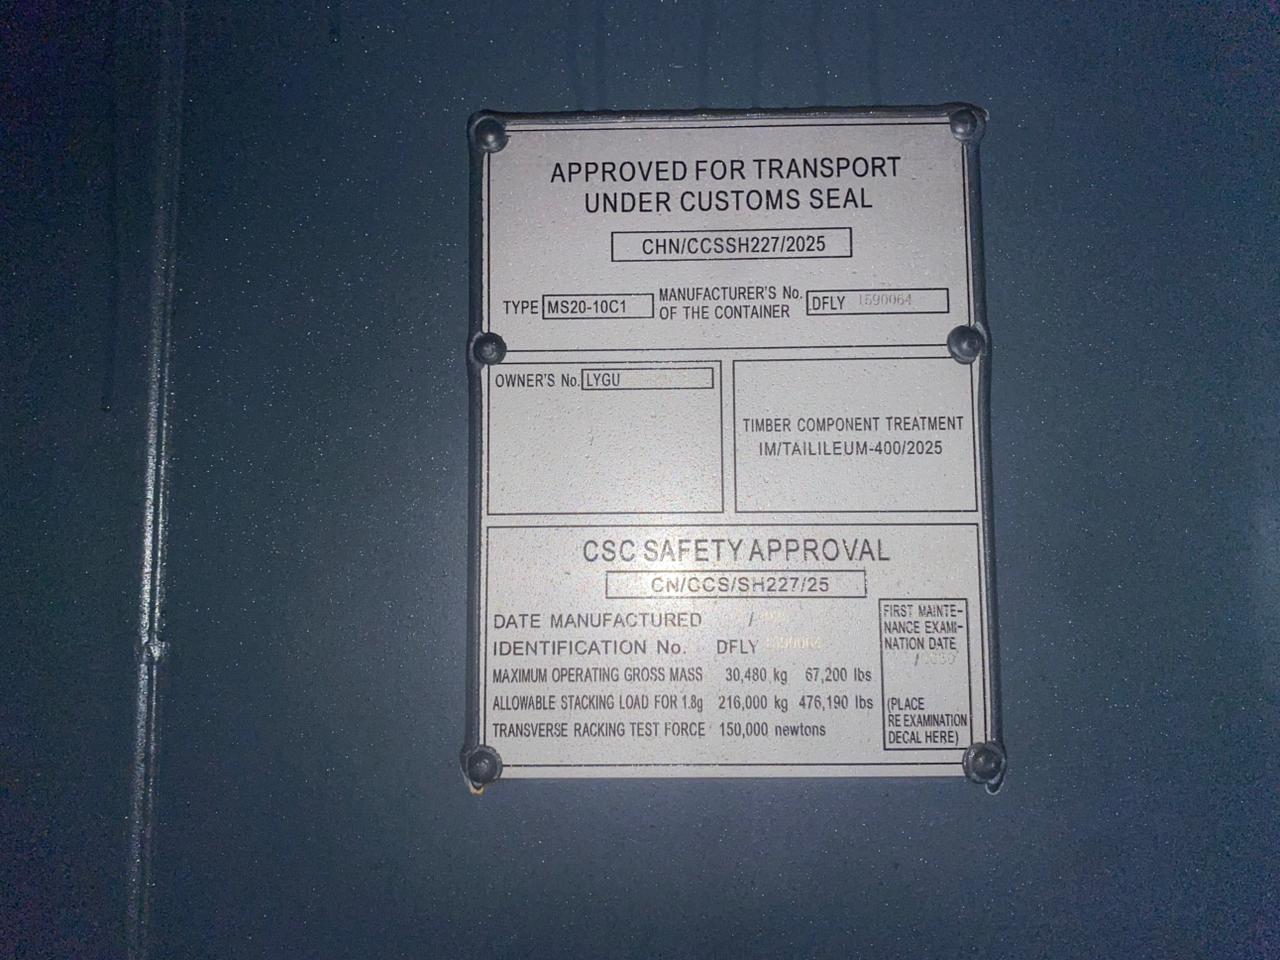 APPROVED FOR TRANSPORT
UNDER CUSTOMS SEAL
CHN/CCSSH227/2025
TYPE MS20-10C1 MANUFACTURER'S No. OF THE CONTAINER DFLY 1590064
OWNER'S No. LYGU
TIMBER COMPONENT TREATMENT
IM/TAILILEUM-400/2025
CSC SAFETY APPROVAL
CN/CCS/SH227/25
DATE MANUFACTURED /
IDENTIFICATION No. DFLY
MAXIMUM OPERATING GROSS MASS 30,480 kg 67,200 lbs
ALLOWABLE STACKING LOAD FOR 1.8g 216,000 kg 476,190 lbs
TRANSVERSE RACKING TEST FORCE 150,000 newtons
FIRST MAINTE-
NANCE EXAMI-
NATION DATE
/
(PLACE
RE EXAMINATION
DECAL HERE)